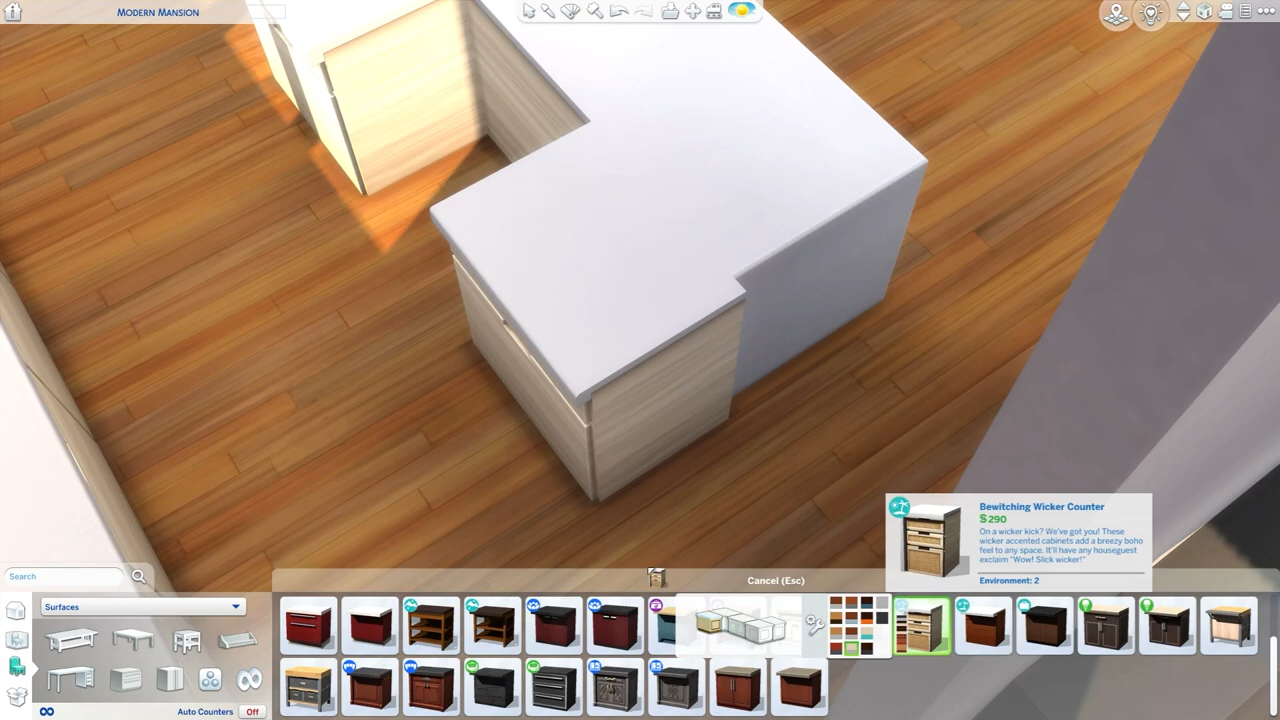 MODERN MANSION
Bewitching Wicker Counter
§290
On a wicker kick? We've got you! These
wicker accented cabinets add a breezy boho
feel to any space. It'll have any houseguest
exclaim "Wow! Slick wicker!"
Environment: 2
Search
Cancel (Esc)
Surfaces
Auto Counters
Off